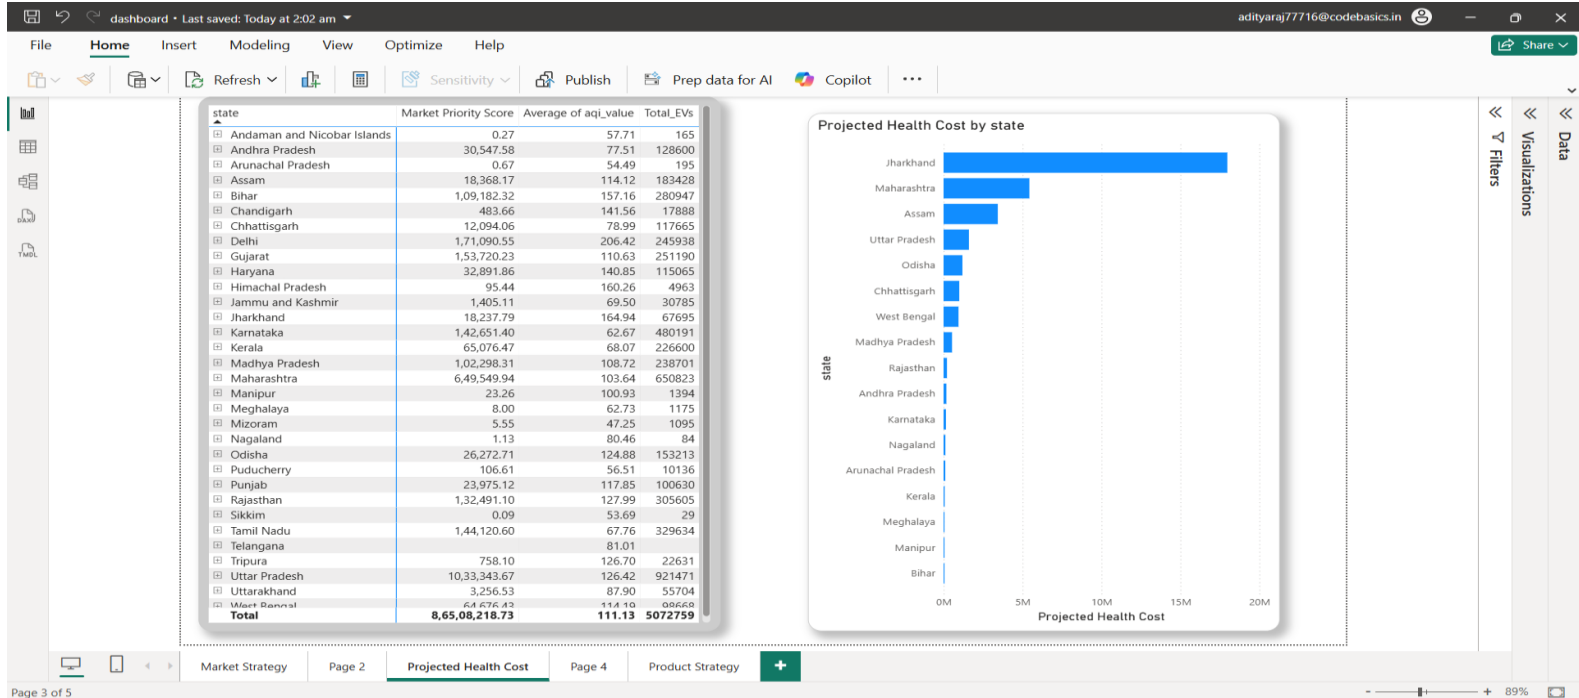 dashboard • Last saved: Today at 2:02 am
adityaraj77716@codebasics.in
File Home Insert Modeling View Optimize Help
Share
Refresh
Sensitivity
Publish
Prep data for AI
Copilot
state Market Priority Score Average of aqi_value Total_EVs
Andaman and Nicobar Islands 0.27 57.71 165
Andhra Pradesh 30,547.58 77.51 128600
Arunachal Pradesh 0.67 54.49 195
Assam 18,368.17 114.12 183428
Bihar 1,09,182.32 157.16 280947
Chandigarh 483.66 141.56 17888
Chhattisgarh 12,094.06 78.99 117665
Delhi 1,71,090.55 206.42 245938
Gujarat 1,53,720.23 110.63 251190
Haryana 32,891.86 140.85 115065
Himachal Pradesh 95.44 160.26 4963
Jammu and Kashmir 1,405.11 69.50 30785
Jharkhand 18,237.79 164.94 67695
Karnataka 1,42,651.40 62.67 480191
Kerala 65,076.47 68.07 226600
Madhya Pradesh 1,02,298.31 108.72 238701
Maharashtra 6,49,549.94 103.64 650823
Manipur 23.26 100.93 1394
Meghalaya 8.00 62.73 1175
Mizoram 5.55 47.25 1095
Nagaland 1.13 80.46 84
Odisha 26,272.71 124.88 153213
Puducherry 106.61 56.51 10136
Punjab 23,975.12 117.85 100630
Rajasthan 1,32,491.10 127.99 305605
Sikkim 0.09 53.69 29
Tamil Nadu 1,44,120.60 67.76 329634
Telangana 81.01
Tripura 758.10 126.70 22631
Uttar Pradesh 10,33,343.67 126.42 921471
Uttarakhand 3,256.53 87.90 55704
West Bengal 64,676.43 114.19 98668
Total 8,65,08,218.73 111.13 5072759
Projected Health Cost by state
state
Jharkhand
Maharashtra
Assam
Uttar Pradesh
Odisha
Chhattisgarh
West Bengal
Madhya Pradesh
Rajasthan
Andhra Pradesh
Karnataka
Nagaland
Arunachal Pradesh
Kerala
Meghalaya
Manipur
Bihar
0M 5M 10M 15M 20M
Projected Health Cost
Filters
Visualizations
Data
DAX
TMDL
Market Strategy Page 2 Projected Health Cost Page 4 Product Strategy
Page 3 of 5
89%